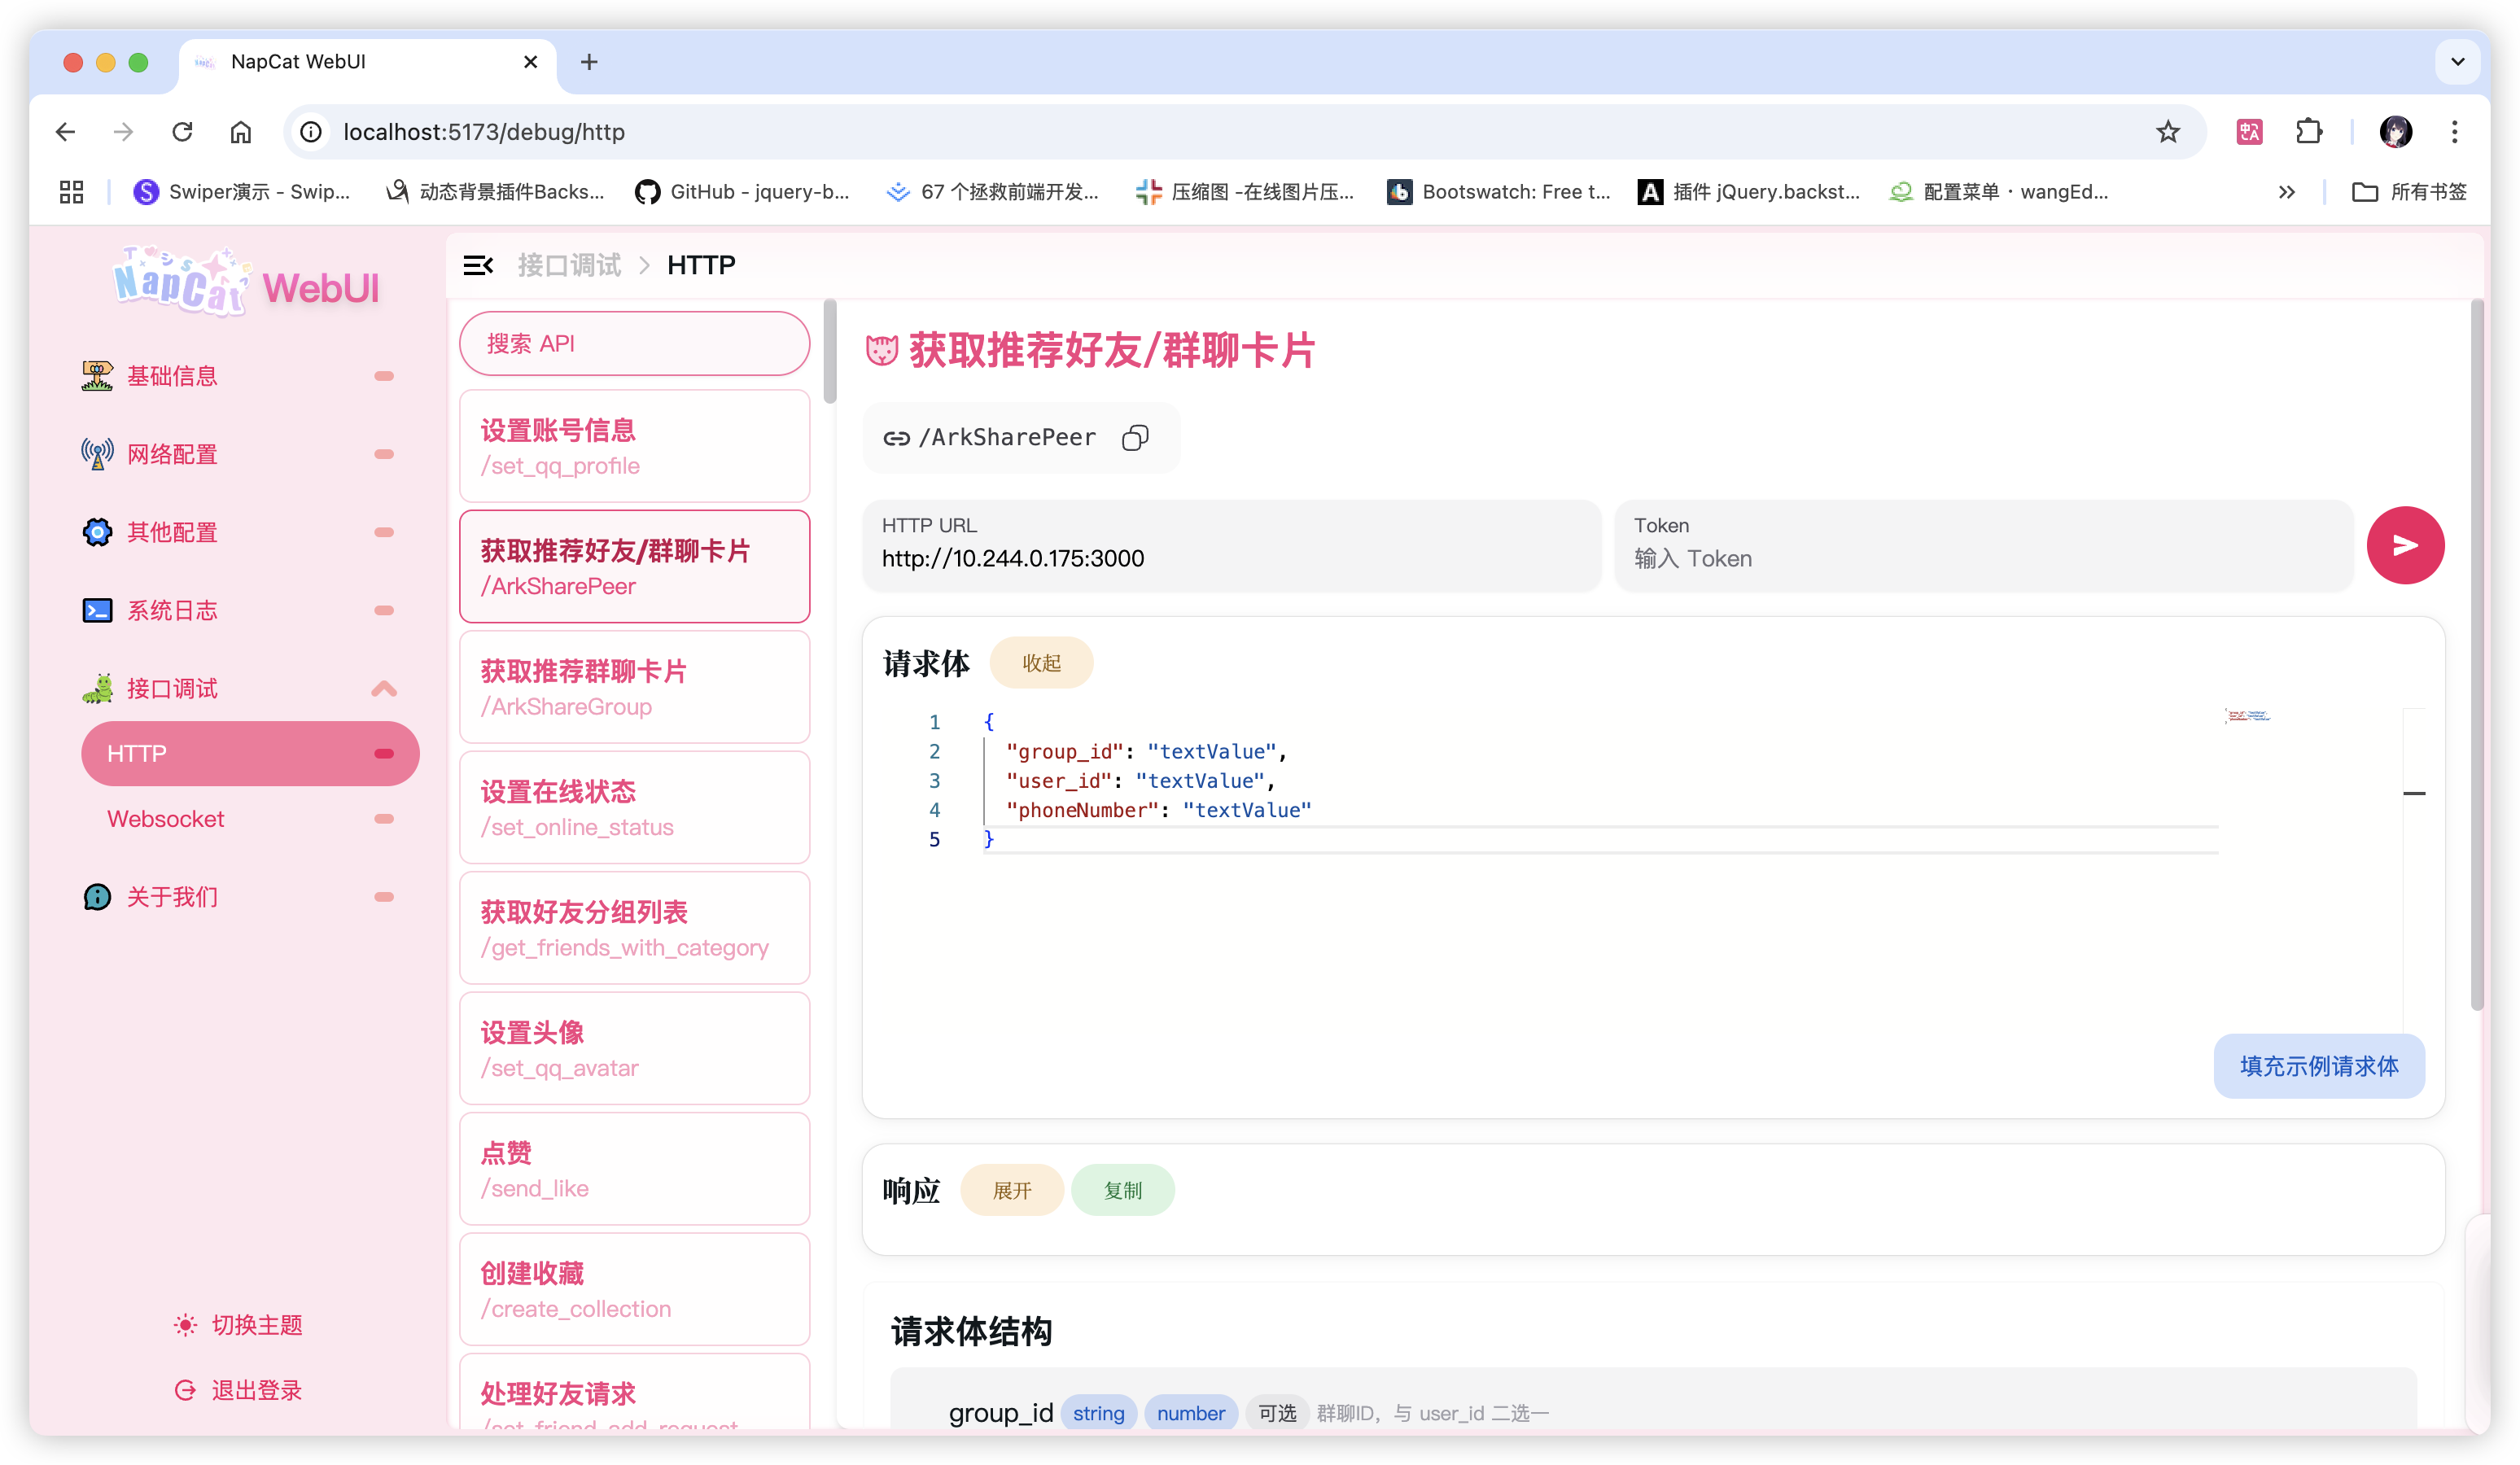 NapCat WebUI
localhost:5173/debug/http
Swiper演示 - Swip...
动态背景插件Backs...
GitHub - jquery-b...
67 个拯救前端开发...
压缩图 -在线图片压...
Bootswatch: Free t...
插件 jQuery.backst...
配置菜单 · wangEd...
所有书签
NapCat WebUI
基础信息
网络配置
其他配置
系统日志
接口调试
HTTP
Websocket
关于我们
切换主题
退出登录
接口调试 > HTTP
搜索 API
设置账号信息
/set_qq_profile
获取推荐好友/群聊卡片
/ArkSharePeer
获取推荐群聊卡片
/ArkShareGroup
设置在线状态
/set_online_status
获取好友分组列表
/get_friends_with_category
设置头像
/set_qq_avatar
点赞
/send_like
创建收藏
/create_collection
处理好友请求
/set_friend_add_request
获取推荐好友/群聊卡片
/ArkSharePeer
HTTP URL
http://10.244.0.175:3000
Token
输入 Token
请求体 收起
1 {
2 "group_id": "textValue",
3 "user_id": "textValue",
4 "phoneNumber": "textValue"
5 }
填充示例请求体
响应 展开 复制
请求体结构
group_id string number 可选 群聊ID，与 user_id 二选一